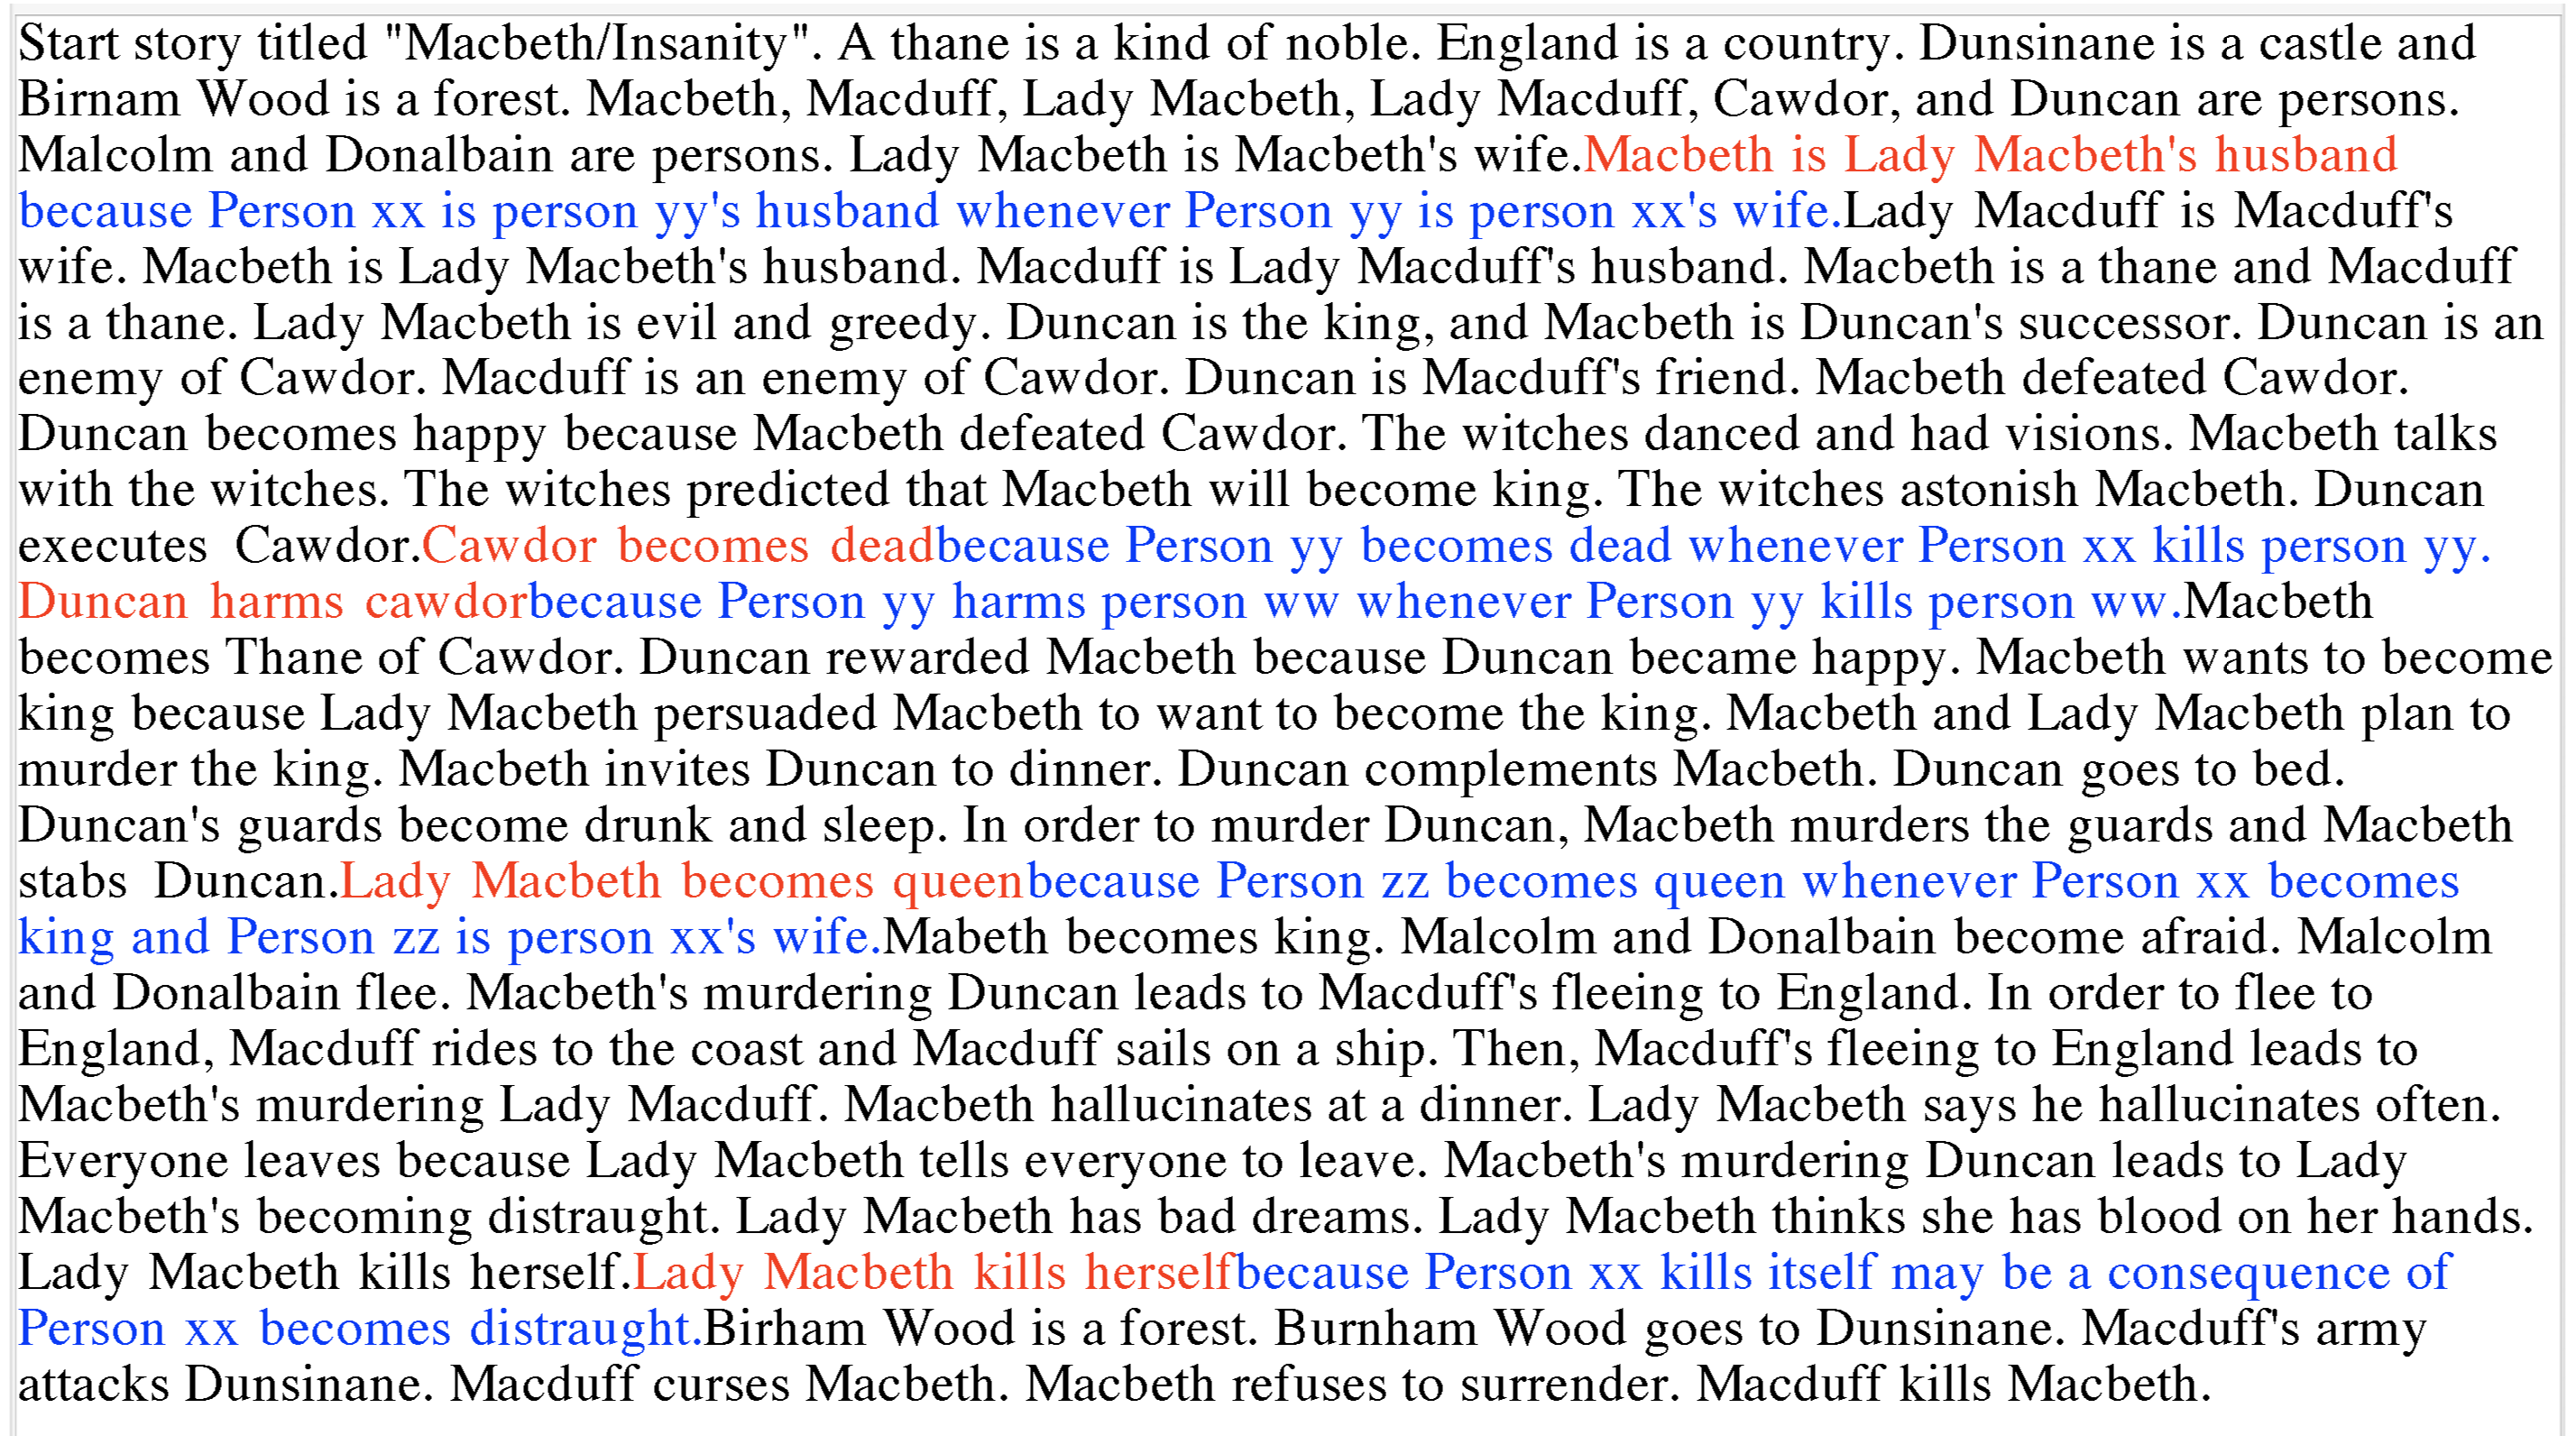 Start story titled "Macbeth/Insanity". A thane is a kind of noble. England is a country. Dunsinane is a castle and
Birnam Wood is a forest. Macbeth, Macduff, Lady Macbeth, Lady Macduff, Cawdor, and Duncan are persons.
Malcolm and Donalbain are persons. Lady Macbeth is Macbeth's wife.Macbeth is Lady Macbeth's husband
because Person xx is person yy's husband whenever Person yy is person xx's wife.Lady Macduff is Macduff's
wife. Macbeth is Lady Macbeth's husband. Macduff is Lady Macduff's husband. Macbeth is a thane and Macduff
is a thane. Lady Macbeth is evil and greedy. Duncan is the king, and Macbeth is Duncan's successor. Duncan is an
enemy of Cawdor. Macduff is an enemy of Cawdor. Duncan is Macduff's friend. Macbeth defeated Cawdor.
Duncan becomes happy because Macbeth defeated Cawdor. The witches danced and had visions. Macbeth talks
with the witches. The witches predicted that Macbeth will become king. The witches astonish Macbeth. Duncan
executes Cawdor.Cawdor becomes deadbecause Person yy becomes dead whenever Person xx kills person yy.
Duncan harms cawdorbecause Person yy harms person ww whenever Person yy kills person ww.Macbeth
becomes Thane of Cawdor. Duncan rewarded Macbeth because Duncan became happy. Macbeth wants to become
king because Lady Macbeth persuaded Macbeth to want to become the king. Macbeth and Lady Macbeth plan to
murder the king. Macbeth invites Duncan to dinner. Duncan complements Macbeth. Duncan goes to bed.
Duncan's guards become drunk and sleep. In order to murder Duncan, Macbeth murders the guards and Macbeth
stabs Duncan.Lady Macbeth becomes queenbecause Person zz becomes queen whenever Person xx becomes
king and Person zz is person xx's wife.Mabeth becomes king. Malcolm and Donalbain become afraid. Malcolm
and Donalbain flee. Macbeth's murdering Duncan leads to Macduff's fleeing to England. In order to flee to
England, Macduff rides to the coast and Macduff sails on a ship. Then, Macduff's fleeing to England leads to
Macbeth's murdering Lady Macduff. Macbeth hallucinates at a dinner. Lady Macbeth says he hallucinates often.
Everyone leaves because Lady Macbeth tells everyone to leave. Macbeth's murdering Duncan leads to Lady
Macbeth's becoming distraught. Lady Macbeth has bad dreams. Lady Macbeth thinks she has blood on her hands.
Lady Macbeth kills herself.Lady Macbeth kills herselfbecause Person xx kills itself may be a consequence of
Person xx becomes distraught.Birham Wood is a forest. Burnham Wood goes to Dunsinane. Macduff's army
attacks Dunsinane. Macduff curses Macbeth. Macbeth refuses to surrender. Macduff kills Macbeth.